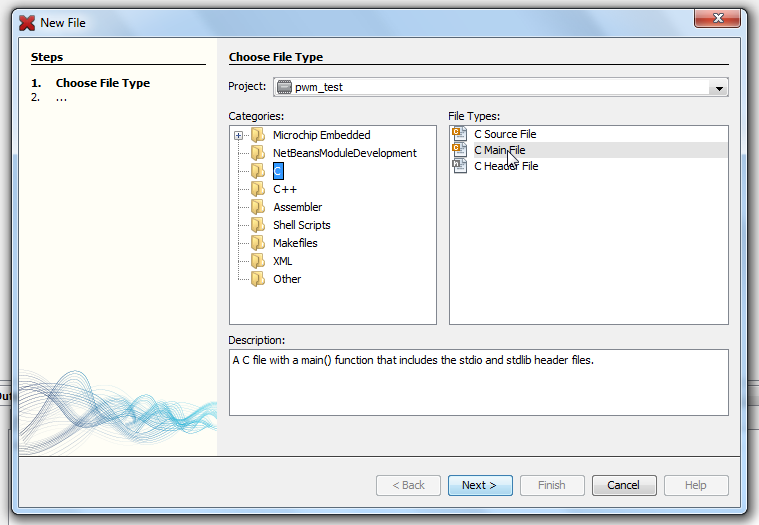 New File
Steps
1. Choose File Type
2. ...
Choose File Type
Project: pwm_test
Categories:
Microchip Embedded
NetBeansModuleDevelopment
C
C++
Assembler
Shell Scripts
Makefiles
XML
Other
File Types:
C Source File
C Main File
C Header File
Description:
A C file with a main() function that includes the stdio and stdlib header files.
< Back
Next >
Finish
Cancel
Help